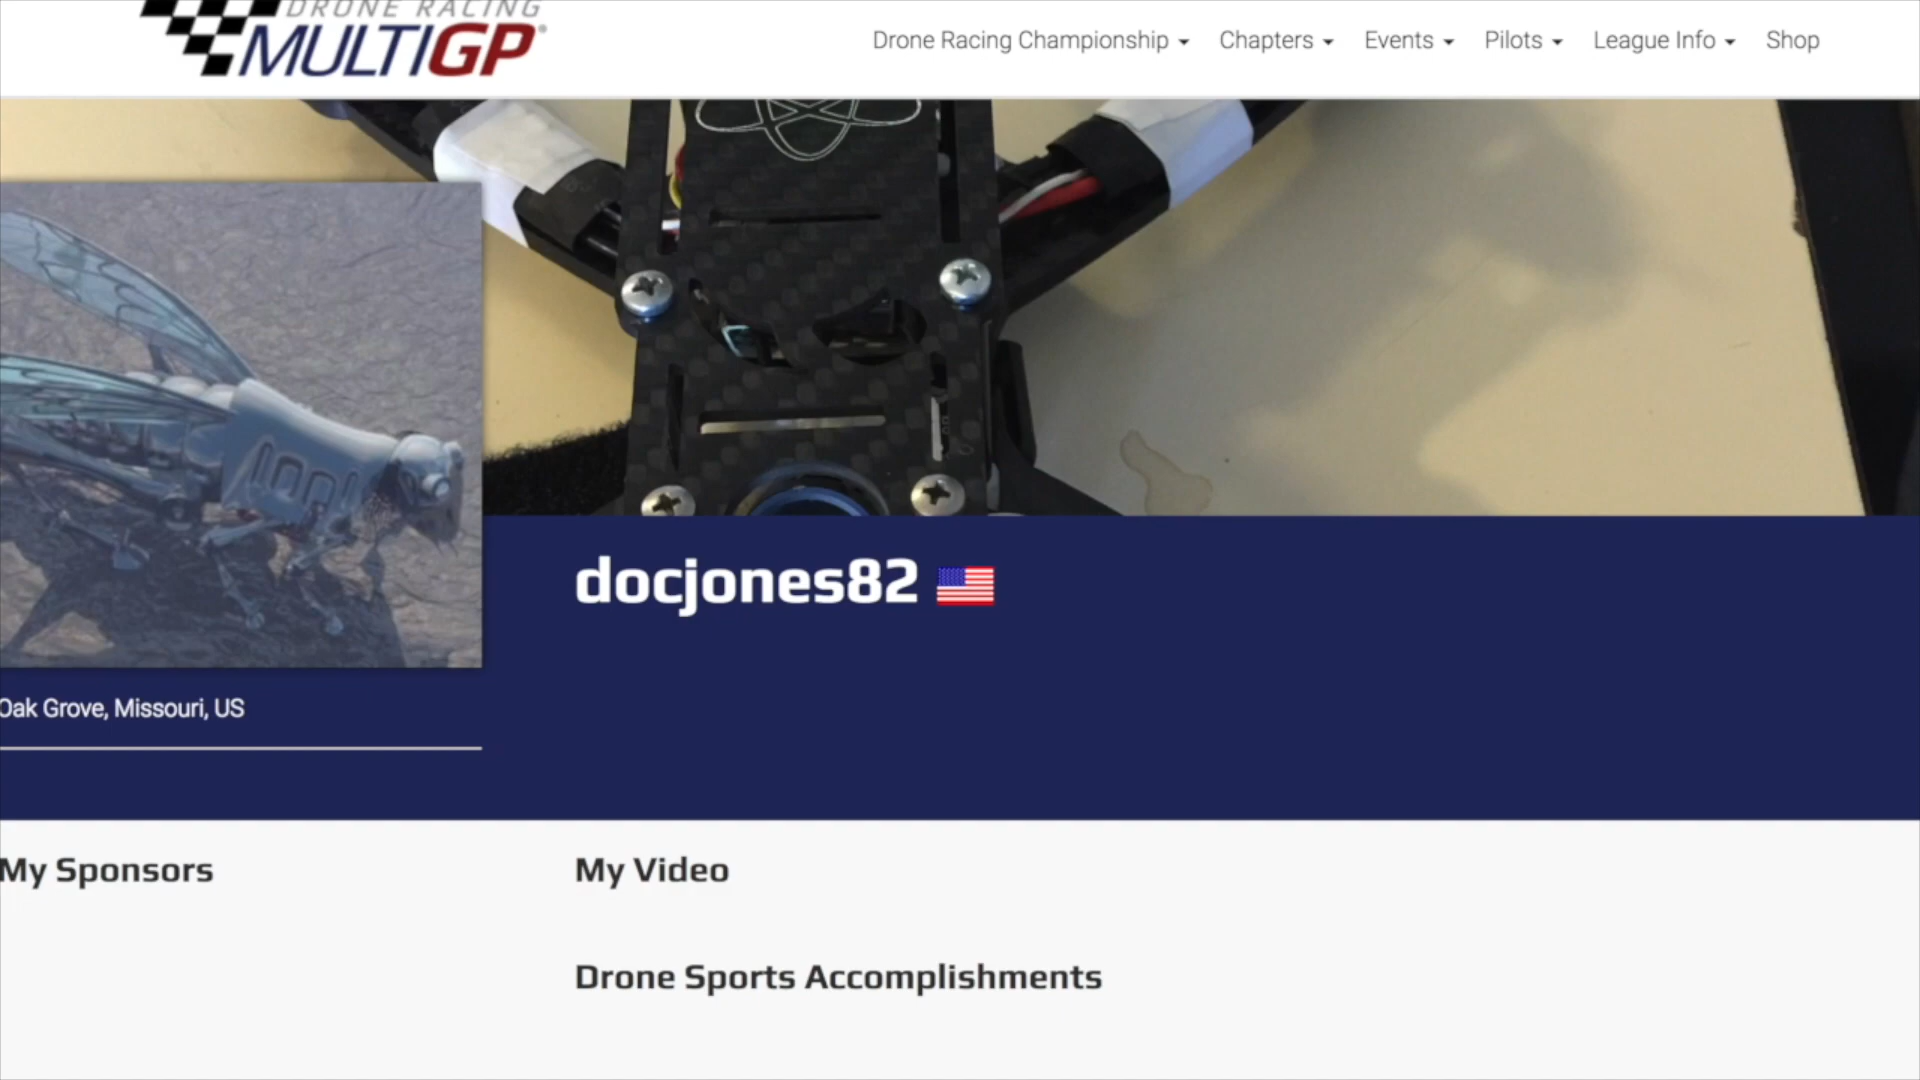 DRONE RACING
MULTIGP®
Drone Racing Championship
Chapters
Events
Pilots
League Info
Shop
docjones82
Oak Grove, Missouri, US
My Sponsors
My Video
Drone Sports Accomplishments